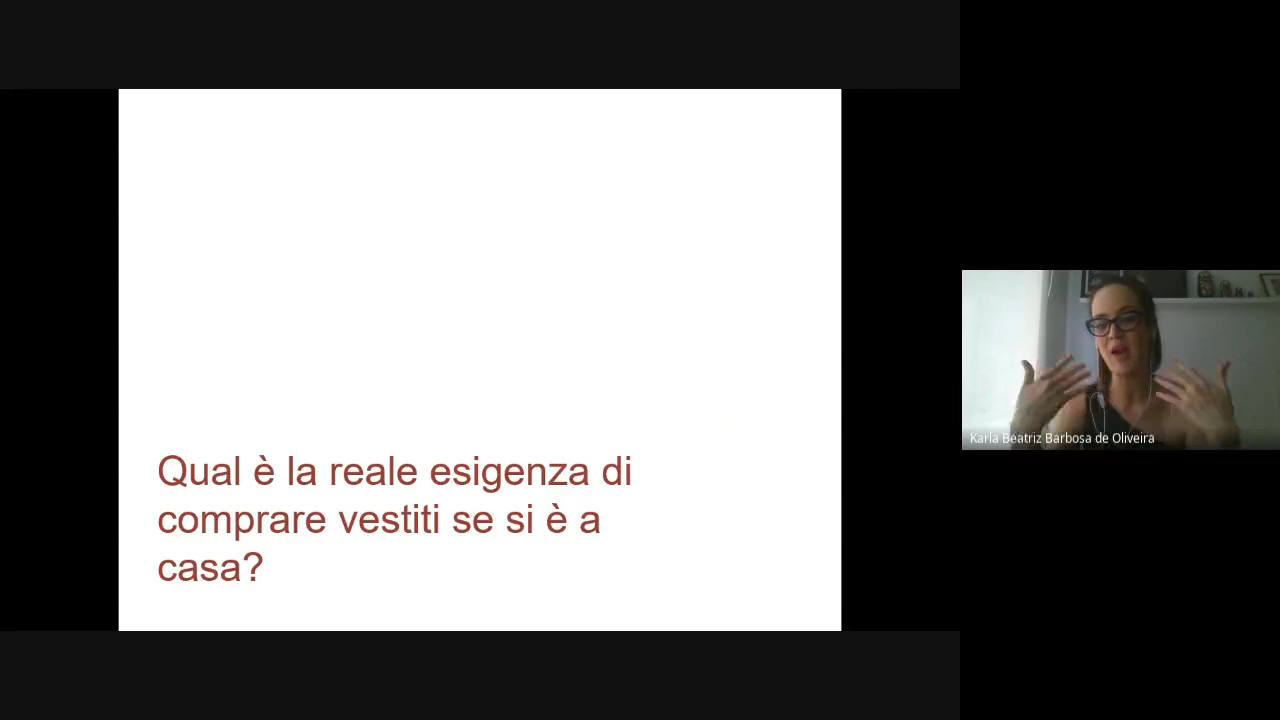 Qual è la reale esigenza di
comprare vestiti se si è a
casa?
Karla Beatriz Barbosa de Oliveira